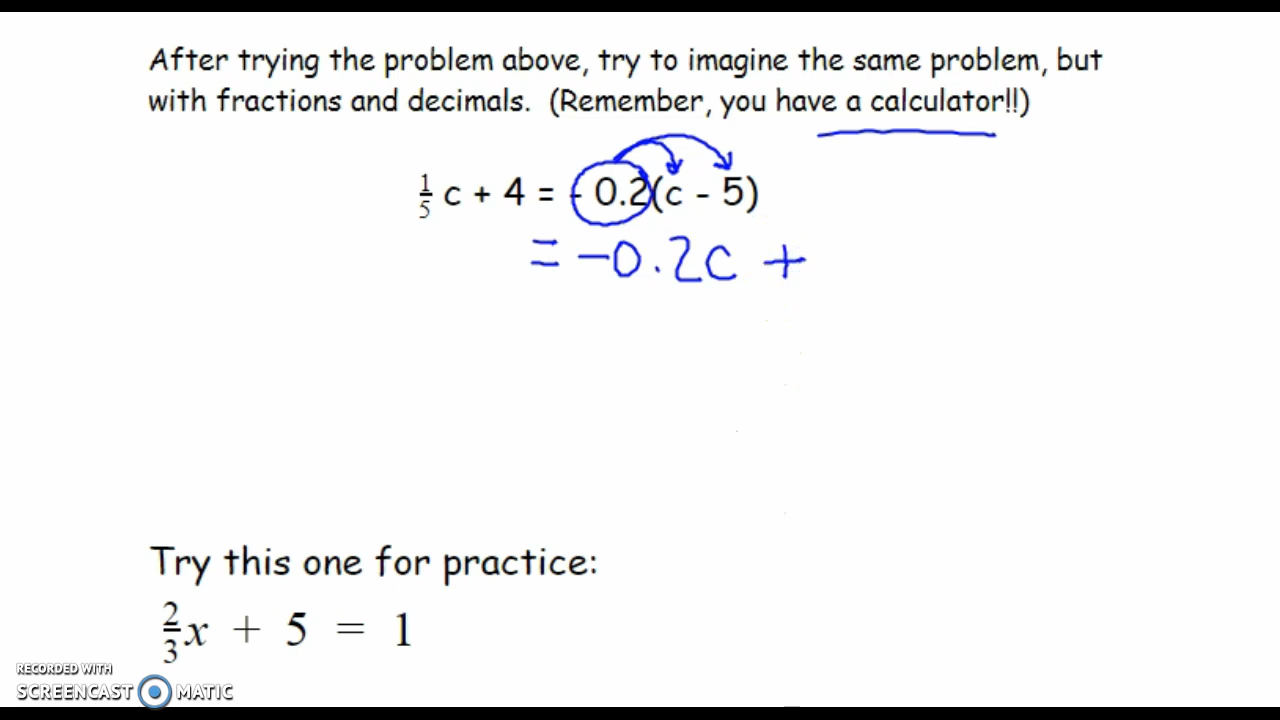 After trying the problem above, try to imagine the same problem, but
with fractions and decimals. (Remember, you have a calculator!!)
1/5 c + 4 = - 0.2(c - 5)
= -0.2c +
Try this one for practice:
2/3 x + 5 = 1
RECORDED WITH
SCREENCAST MATIC